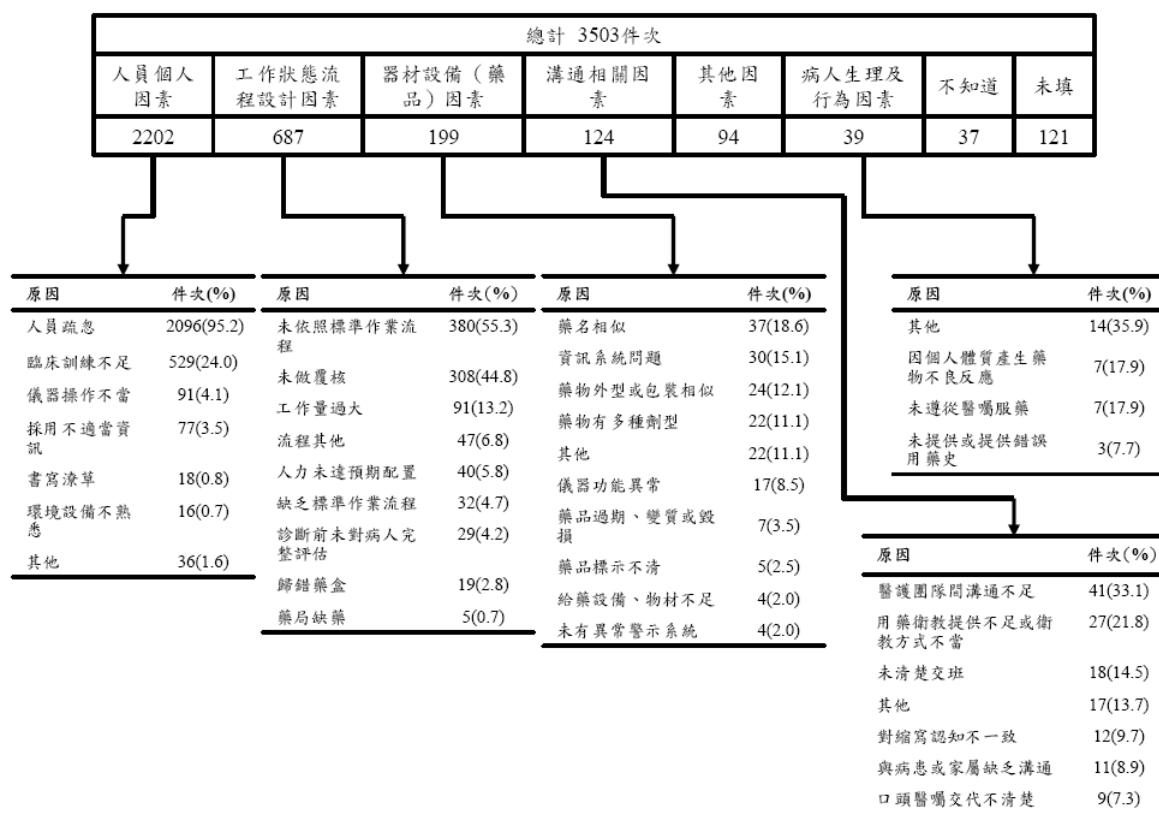 總計 3503件次
人員個人
因素
工作狀態流
程設計因素
器材設備（藥
品）因素
溝通相關因
素
其他因
素
病人生理及
行為因素
不知道
未填
2202
687
199
124
94
39
37
121
原因 件次(%)
人員疏忽 2096(95.2)
臨床訓練不足 529(24.0)
儀器操作不當 91(4.1)
採用不適當資 77(3.5)
訊
書寫潦草 18(0.8)
環境設備不熟 16(0.7)
悉
其他 36(1.6)
原因 件次(%)
未依照標準作業流 380(55.3)
程
未做覆核 308(44.8)
工作量過大 91(13.2)
流程其他 47(6.8)
人力未達預期配置 40(5.8)
缺乏標準作業流程 32(4.7)
診斷前未對病人完 29(4.2)
整評估
歸錯藥盒 19(2.8)
藥局缺藥 5(0.7)
原因 件次(%)
藥名相似 37(18.6)
資訊系統問題 30(15.1)
藥物外型或包裝相似 24(12.1)
藥物有多種劑型 22(11.1)
其他 22(11.1)
儀器功能異常 17(8.5)
藥品過期、變質或毀 7(3.5)
損
藥品標示不清 5(2.5)
給藥設備、物材不足 4(2.0)
未有異常警示系統 4(2.0)
原因 件次(%)
其他 14(35.9)
因個人體質產生藥 7(17.9)
物不良反應
未遵從醫囑服藥 7(17.9)
未提供或提供錯誤 3(7.7)
用藥史
原因 件次(%)
醫護團隊間溝通不足 41(33.1)
用藥衛教提供不足或衛 27(21.8)
教方式不當
未清楚交班 18(14.5)
其他 17(13.7)
對縮寫認知不一致 12(9.7)
與病患或家屬缺乏溝通 11(8.9)
口頭醫囑交代不清楚 9(7.3)